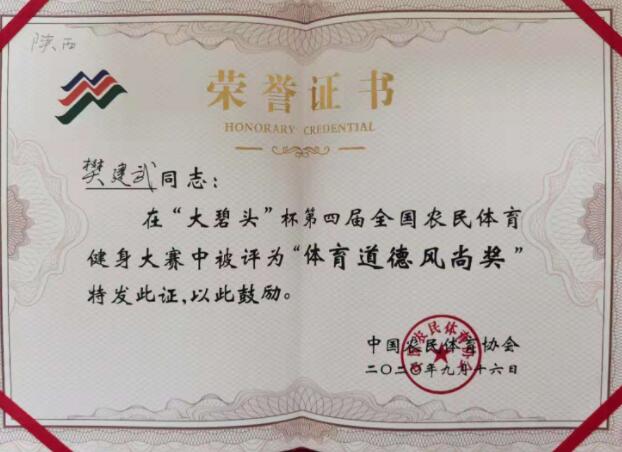 陕西
荣誉证书
HONORARY CREDENTIAL
樊建武同志：
在“大碧头”杯第四届全国农民体育
健身大赛中被评为“体育道德风尚奖”
特发此证，以此鼓励。
中国农民体育协会
二〇二〇年九月十六日